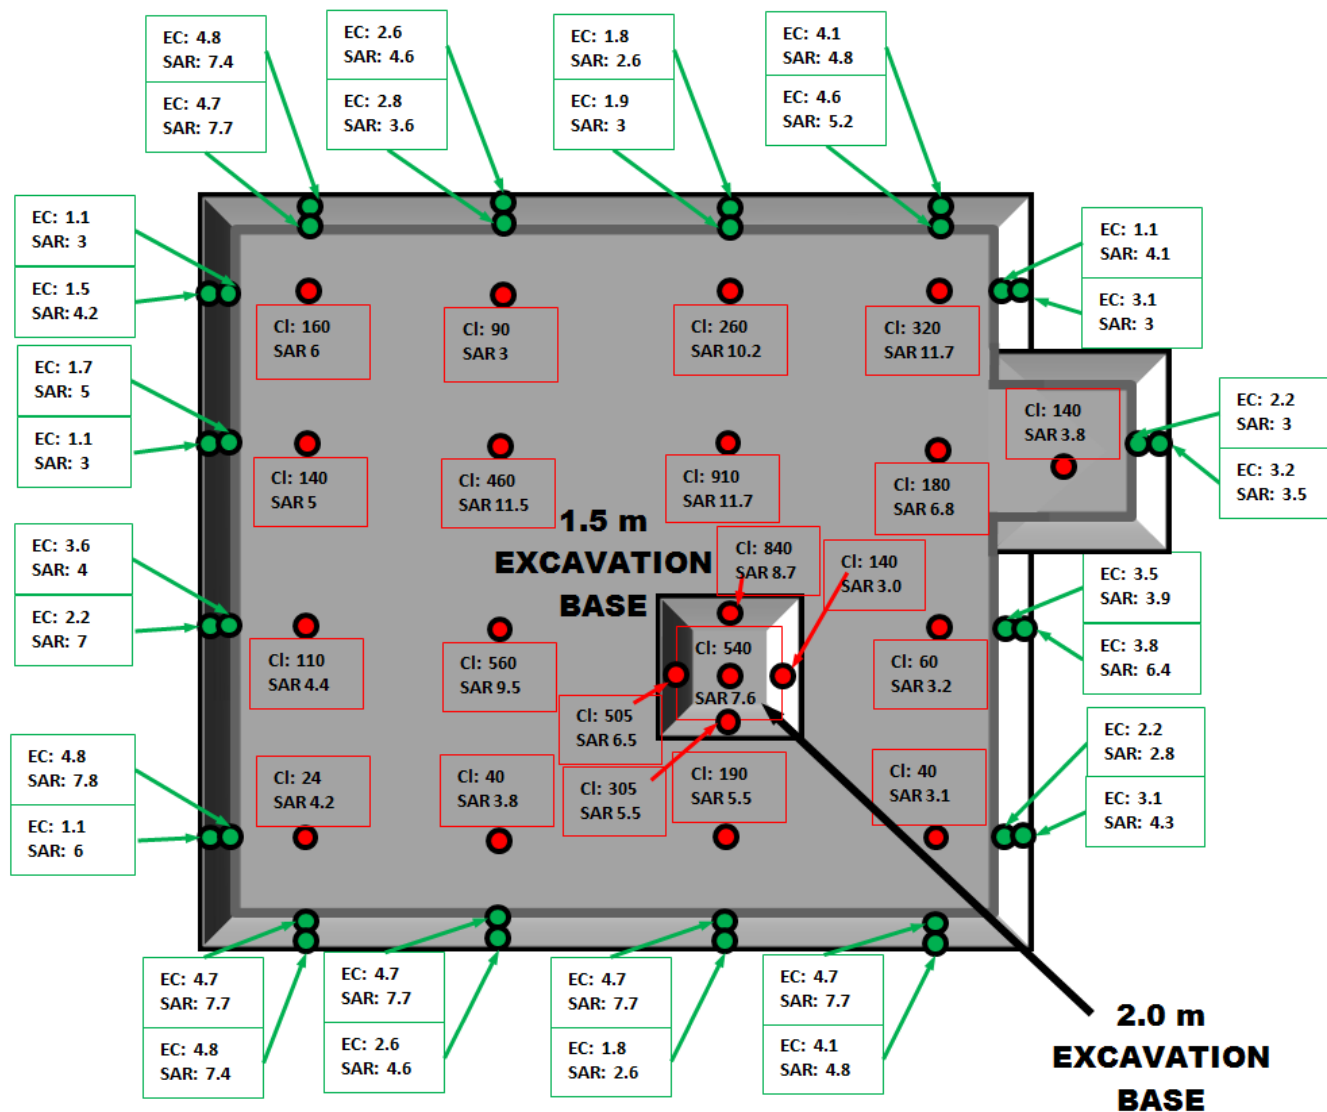 EC: 4.8
SAR: 7.4
EC: 4.7
SAR: 7.7
EC: 2.6
SAR: 4.6
EC: 2.8
SAR: 3.6
EC: 1.8
SAR: 2.6
EC: 1.9
SAR: 3
EC: 4.1
SAR: 4.8
EC: 4.6
SAR: 5.2
EC: 1.1
SAR: 3
EC: 1.5
SAR: 4.2
EC: 1.1
SAR: 4.1
EC: 3.1
SAR: 3
Cl: 160
SAR 6
Cl: 90
SAR 3
Cl: 260
SAR 10.2
Cl: 320
SAR 11.7
EC: 1.7
SAR: 5
EC: 1.1
SAR: 3
Cl: 140
SAR 3.8
EC: 2.2
SAR: 3
EC: 3.2
SAR: 3.5
Cl: 140
SAR 5
Cl: 460
SAR 11.5
Cl: 910
SAR 11.7
Cl: 180
SAR 6.8
1.5 m
EXCAVATION
BASE
Cl: 840
SAR 8.7
Cl: 140
SAR 3.0
EC: 3.6
SAR: 4
EC: 2.2
SAR: 7
EC: 3.5
SAR: 3.9
EC: 3.8
SAR: 6.4
Cl: 110
SAR 4.4
Cl: 560
SAR 9.5
Cl: 540
SAR 7.6
Cl: 60
SAR 3.2
Cl: 505
SAR 6.5
Cl: 305
SAR 5.5
EC: 4.8
SAR: 7.8
EC: 1.1
SAR: 6
Cl: 24
SAR 4.2
Cl: 40
SAR 3.8
Cl: 190
SAR 5.5
Cl: 40
SAR 3.1
EC: 2.2
SAR: 2.8
EC: 3.1
SAR: 4.3
EC: 4.7
SAR: 7.7
EC: 4.8
SAR: 7.4
EC: 4.7
SAR: 7.7
EC: 2.6
SAR: 4.6
EC: 4.7
SAR: 7.7
EC: 1.8
SAR: 2.6
EC: 4.7
SAR: 7.7
EC: 4.1
SAR: 4.8
2.0 m
EXCAVATION
BASE